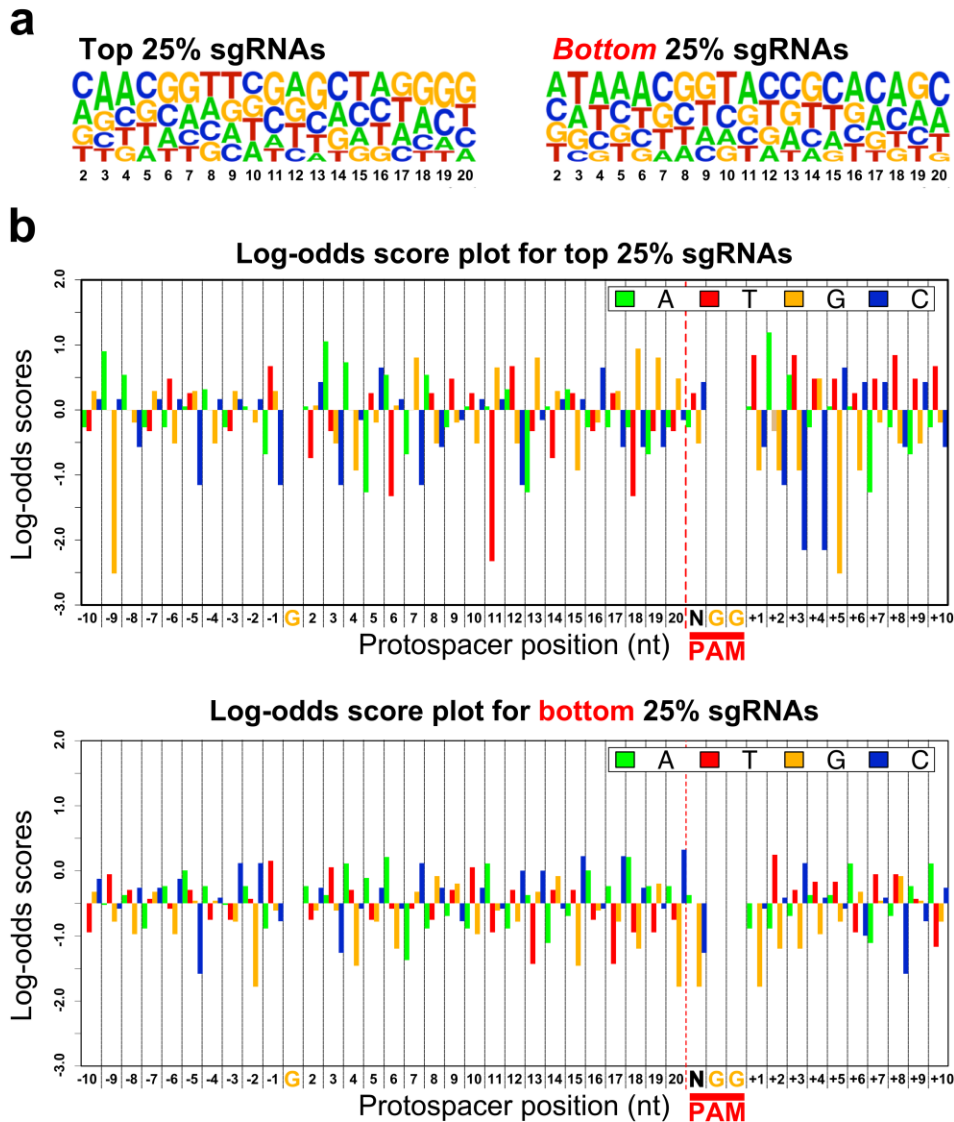 a
Top 25% sgRNAs
CAACGGTTCGAGCTAGGGG
2 3 4 5 6 7 8 9 10 11 12 13 14 15 16 17 18 19 20
Bottom 25% sgRNAs
ATAAACGGTACCGCACAGC
2 3 4 5 6 7 8 9 10 11 12 13 14 15 16 17 18 19 20
b
Log-odds score plot for top 25% sgRNAs
A T G C
Log-odds scores
2.0
1.0
0.0
-1.0
-2.0
-3.0
-10 -9 -8 -7 -6 -5 -4 -3 -2 -1 G 2 3 4 5 6 7 8 9 10 11 12 13 14 15 16 17 18 19 20 N G G +1 +2 +3 +4 +5 +6 +7 +8 +9 +10
Protospacer position (nt)
PAM
Log-odds score plot for bottom 25% sgRNAs
A T G C
Log-odds scores
2.0
1.0
0.0
-1.0
-2.0
-3.0
-10 -9 -8 -7 -6 -5 -4 -3 -2 -1 G 2 3 4 5 6 7 8 9 10 11 12 13 14 15 16 17 18 19 20 N G G +1 +2 +3 +4 +5 +6 +7 +8 +9 +10
Protospacer position (nt)
PAM